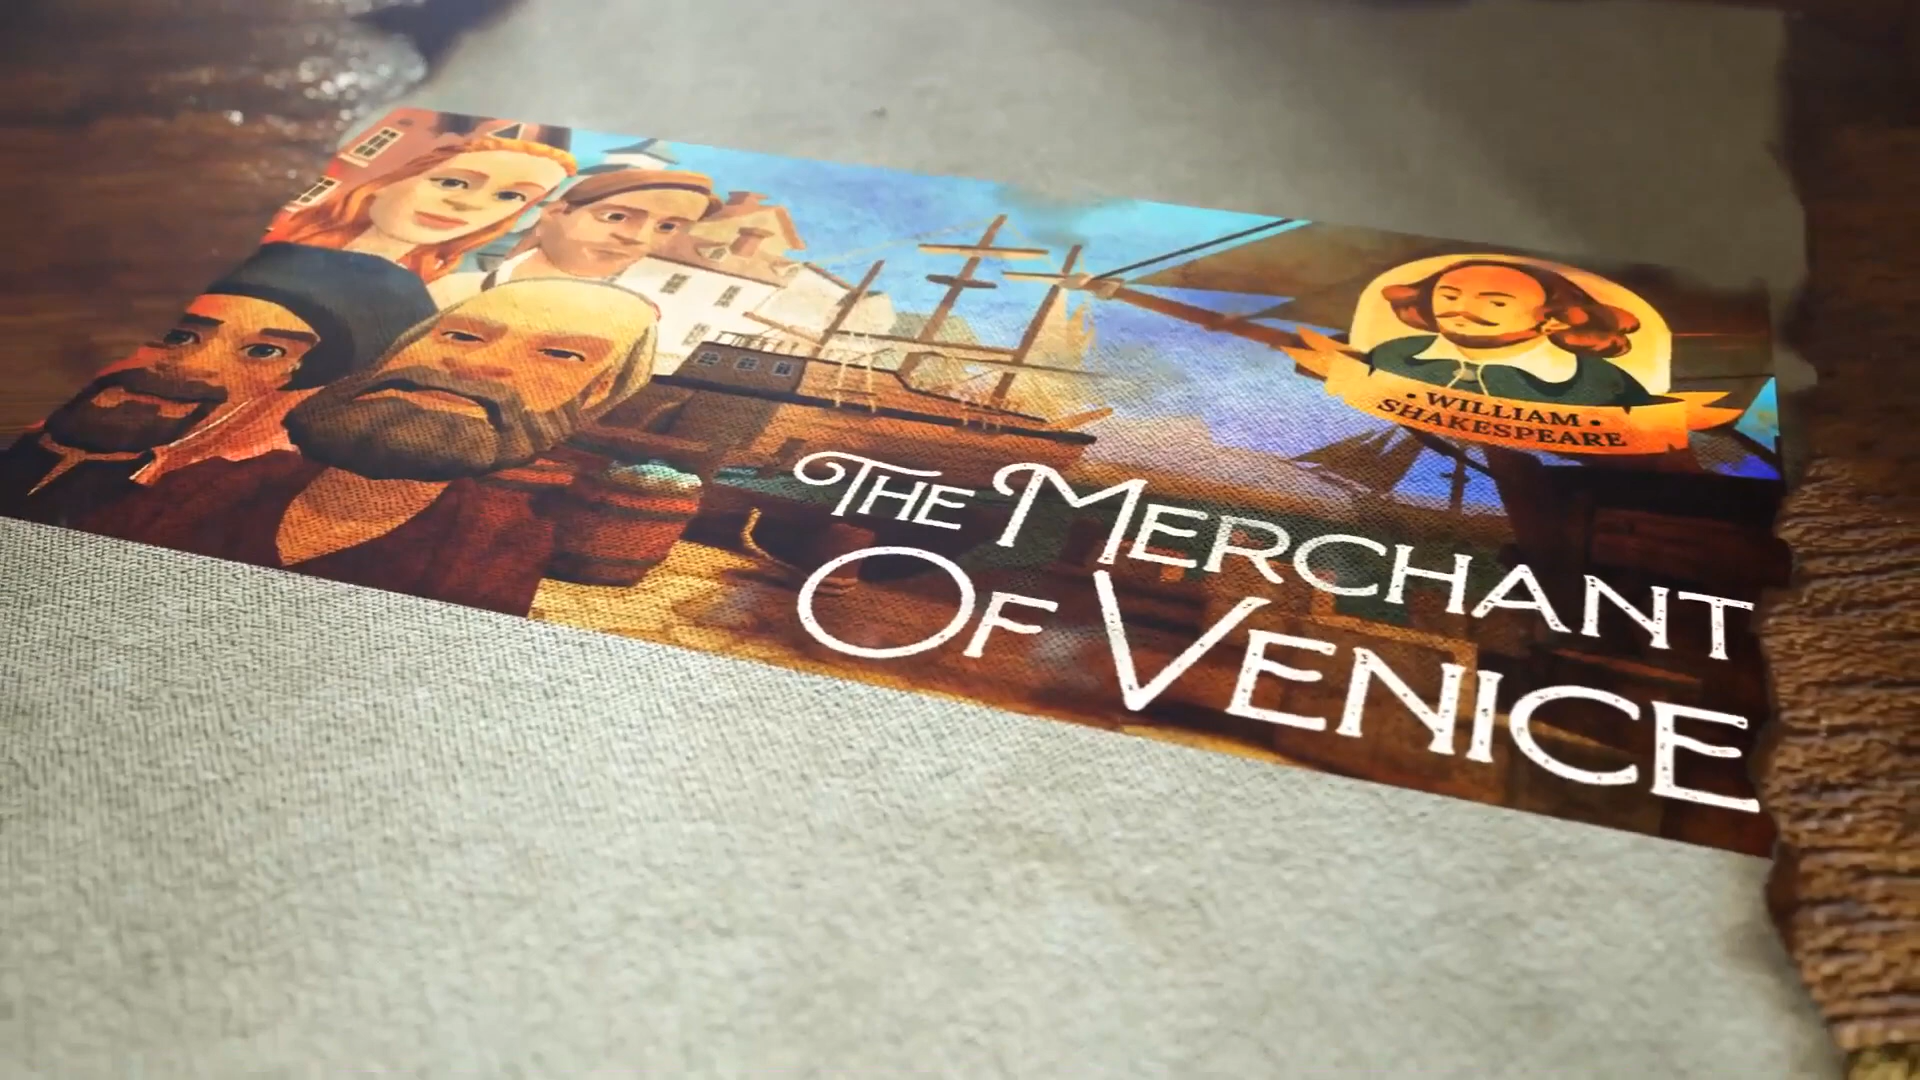 • WILLIAM •
SHAKESPEARE
THE MERCHANT
OF VENICE